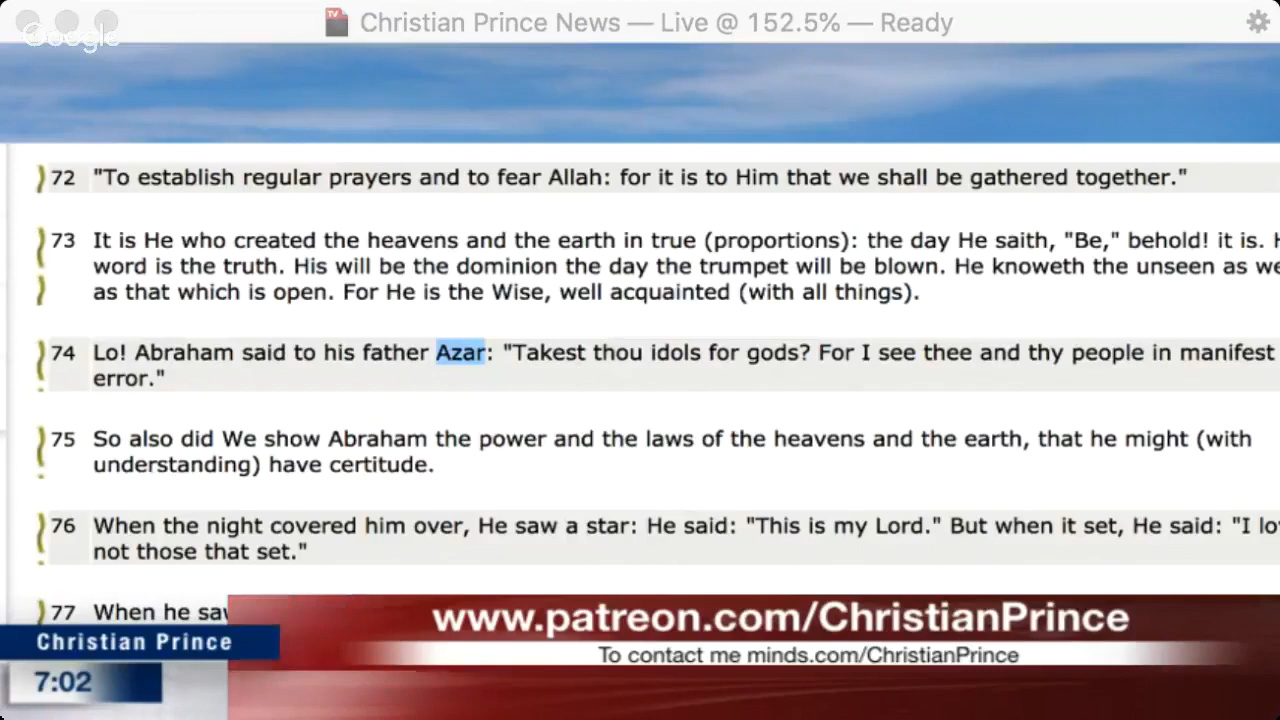 Christian Prince News — Live @ 152.5% — Ready
Google
72 "To establish regular prayers and to fear Allah: for it is to Him that we shall be gathered together."
73 It is He who created the heavens and the earth in true (proportions): the day He saith, "Be," behold! it is.
word is the truth. His will be the dominion the day the trumpet will be blown. He knoweth the unseen as
as that which is open. For He is the Wise, well acquainted (with all things).
74 Lo! Abraham said to his father Azar: "Takest thou idols for gods? For I see thee and thy people in manifest
error."
75 So also did We show Abraham the power and the laws of the heavens and the earth, that he might (with
understanding) have certitude.
76 When the night covered him over, He saw a star: He said: "This is my Lord." But when it set, He said: "I
not those that set."
77 When he
www.patreon.com/ChristianPrince
Christian Prince
To contact me minds.com/ChristianPrince
7:02